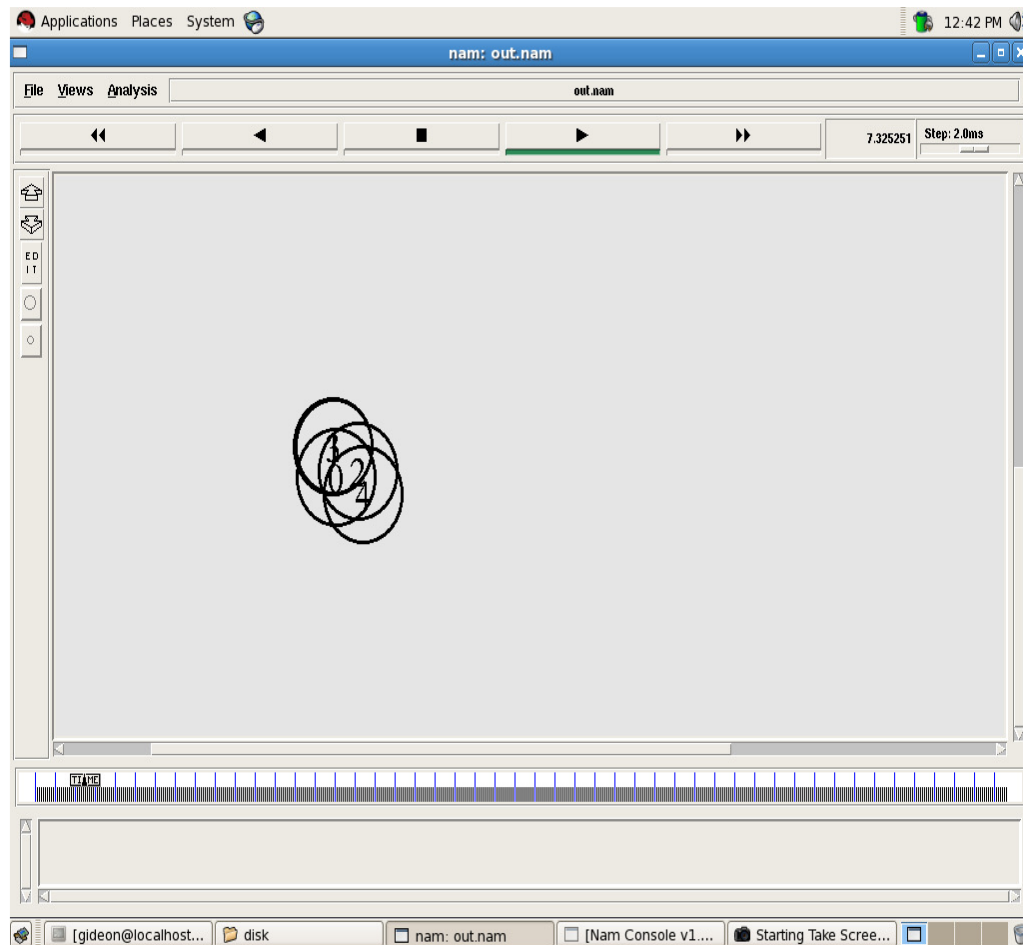 Applications Places System 12:42 PM
nam: out.nam
File Views Analysis out.nam
7.325251 Step: 2.0ms
ED
IT
3
0 2
4
TIME
[gideon@localhost... disk nam: out.nam [Nam Console v1.... Starting Take Scree...